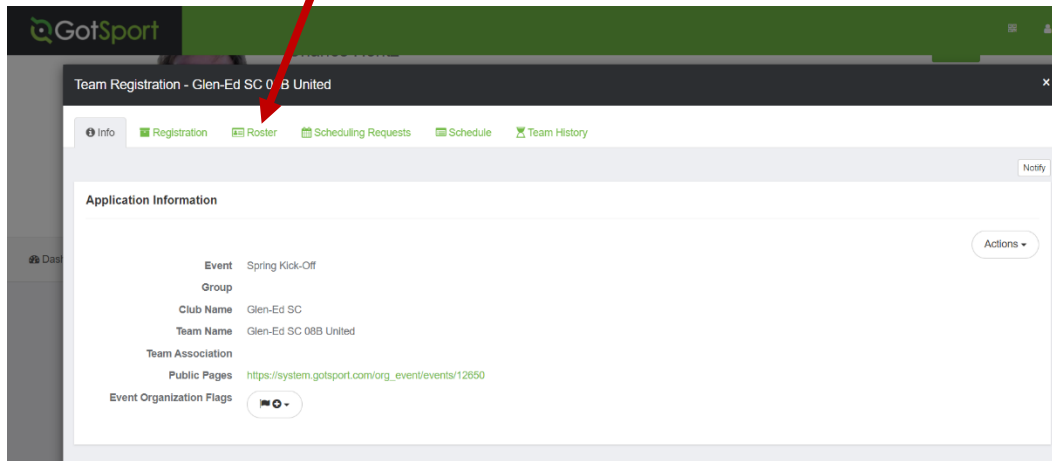 GotSport
Team Registration - Glen-Ed SC B United
×
Info Registration Roster Scheduling Requests Schedule Team History
Notify
Application Information
Actions
Event Spring Kick-Off
Group
Club Name Glen-Ed SC
Team Name Glen-Ed SC 08B United
Team Association
Public Pages https://system.gotsport.com/org_event/events/12650
Event Organization Flags